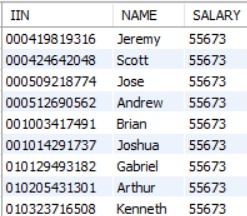 IIN NAME SALARY
000419819316 Jeremy 55673
000424642048 Scott 55673
000509218774 Jose 55673
000512690562 Andrew 55673
001003417491 Brian 55673
001014291737 Joshua 55673
010129493182 Gabriel 55673
010205431301 Arthur 55673
010323716508 Kenneth 55673